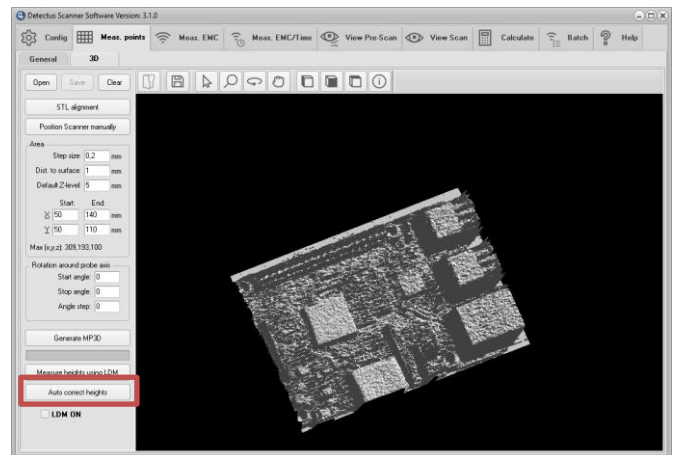 Detectus Scanner Software Version: 3.1.0
Config Meas. points Meas. EMC Meas. EMC/Time View Pre-Scan View Scan Calculate Batch Help
General 3D
Open Save Clear
STL alignment
Position Scanner manually
Area
Step size: 0,2 mm
Dist. to surface: 1 mm
Default Z-level: 5 mm
Start: End:
X 50 140 mm
Y 50 110 mm
Max (x,y,z): 309,193,100
Rotation around probe axis
Start angle: 0
Stop angle: 0
Angle step: 0
Generate MP3D
Measure heights using LDM
Auto correct heights
LDM ON